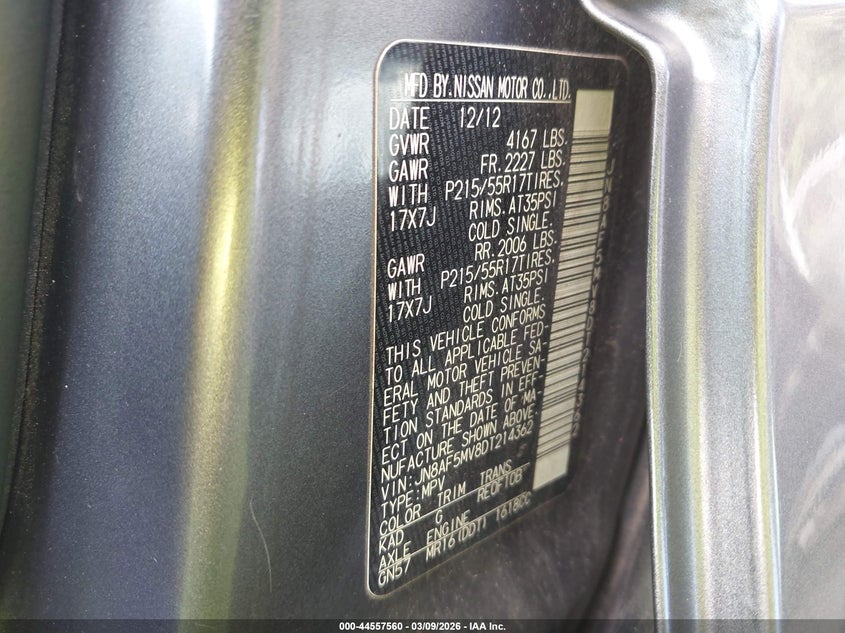 MFD BY.NISSAN MOTOR CO.,LTD.
DATE 12/12
GVWR 4167 LBS.
GAWR FR.2227 LBS.
WITH P215/55R17TIRES.
17X7J RIMS.AT35PSI
COLD SINGLE.
GAWR RR.2006 LBS.
WITH P215/55R17TIRES.
17X7J RIMS.AT35PSI
COLD SINGLE.
THIS VEHICLE CONFORMS
TO ALL APPLICABLE FED-
ERAL MOTOR VEHICLE SA-
FETY AND THEFT PREVEN-
TION STANDARDS IN EFF-
ECT ON THE DATE OF MA-
NUFACTURE SHOWN ABOVE.
VIN:JN8AF5MV8DT214362
TYPE:MPV
COLOR TRIM TRANS
KAD G RE0F10B
AXLE ENGINE
GN57 MR161DDT1 1618CC
000-44557560 - 03/09/2026 - IAA Inc.